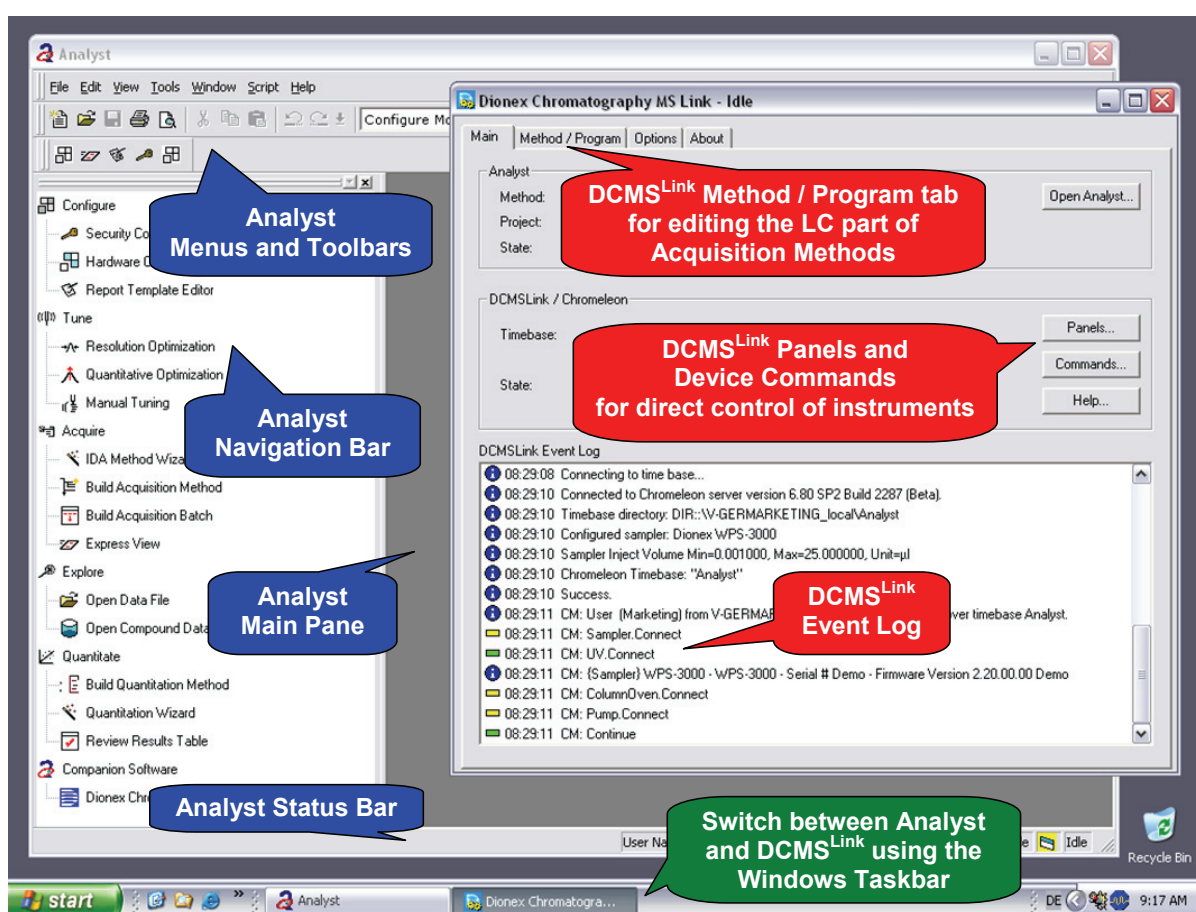 Analyst
File Edit View Tools Window Script Help
Configure
Analyst
Menus and Toolbars
Configure
Hardware
Report Template Editor
Tune
Resolution Optimization
Quantitative Optimization
Manual Tuning
Analyst
Navigation Bar
Acquire
IDA Method
Build Acquisition Method
Build Acquisition Batch
Express View
Explore
Open Data File
Open Compound
Analyst
Main Pane
Quantitate
Build Quantitation Method
Quantitation Wizard
Review Results Table
Companion Software
Dionex
Analyst Status Bar
Dionex Chromatography MS Link - Idle
Main Method / Program Options About
Analyst
Method:
Project:
State:
Open Analyst...
DCMSLink Method / Program tab
for editing the LC part of
Acquisition Methods
DCMSLink / Chromeleon
Timebase:
State:
Panels...
Commands...
Help...
DCMSLink Panels and
Device Commands
for direct control of instruments
DCMSLink Event Log
08:29:08 Connecting to time base...
08:29:10 Connected to Chromeleon server version 6.80 SP2 Build 2287 (Beta).
08:29:10 Timebase directory: DIR::\V-GERMARKETING_local\Analyst
08:29:10 Configured sampler: Dionex WPS-3000
08:29:10 Sampler Inject Volume Min=0.001000, Max=25.000000, Unit=µl
08:29:10 Chromeleon Timebase: "Analyst"
08:29:10 Success.
08:29:11 CM: User (Marketing) from timebase Analyst.
08:29:11 CM: Sampler.Connect
08:29:11 CM: UV.Connect
08:29:11 CM: {Sampler} WPS-3000 - WPS-3000 - Serial # Demo - Firmware Version 2.20.00.00 Demo
08:29:11 CM: ColumnOven.Connect
08:29:11 CM: Pump.Connect
08:29:11 CM: Continue
DCMSLink
Event Log
User
Idle
Switch between Analyst
and DCMSLink using the
Windows Taskbar
Recycle Bin
start
Analyst
Dionex Chromatogra...
DE
9:17 AM